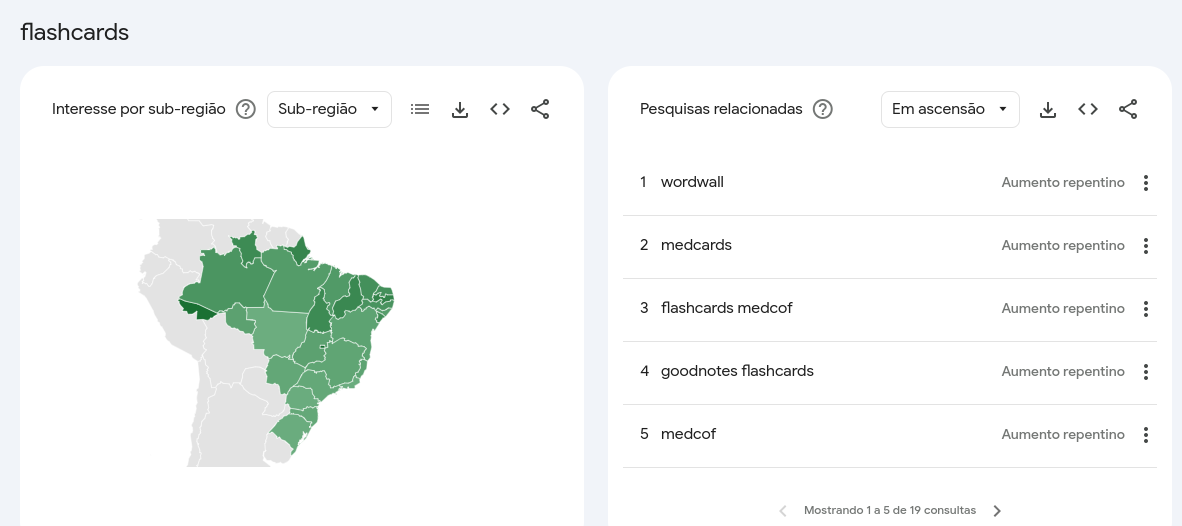 flashcards
Interesse por sub-região
Sub-região
Pesquisas relacionadas
Em ascensão
1 wordwall Aumento repentino
2 medcards Aumento repentino
3 flashcards medcof Aumento repentino
4 goodnotes flashcards Aumento repentino
5 medcof Aumento repentino
Mostrando 1 a 5 de 19 consultas